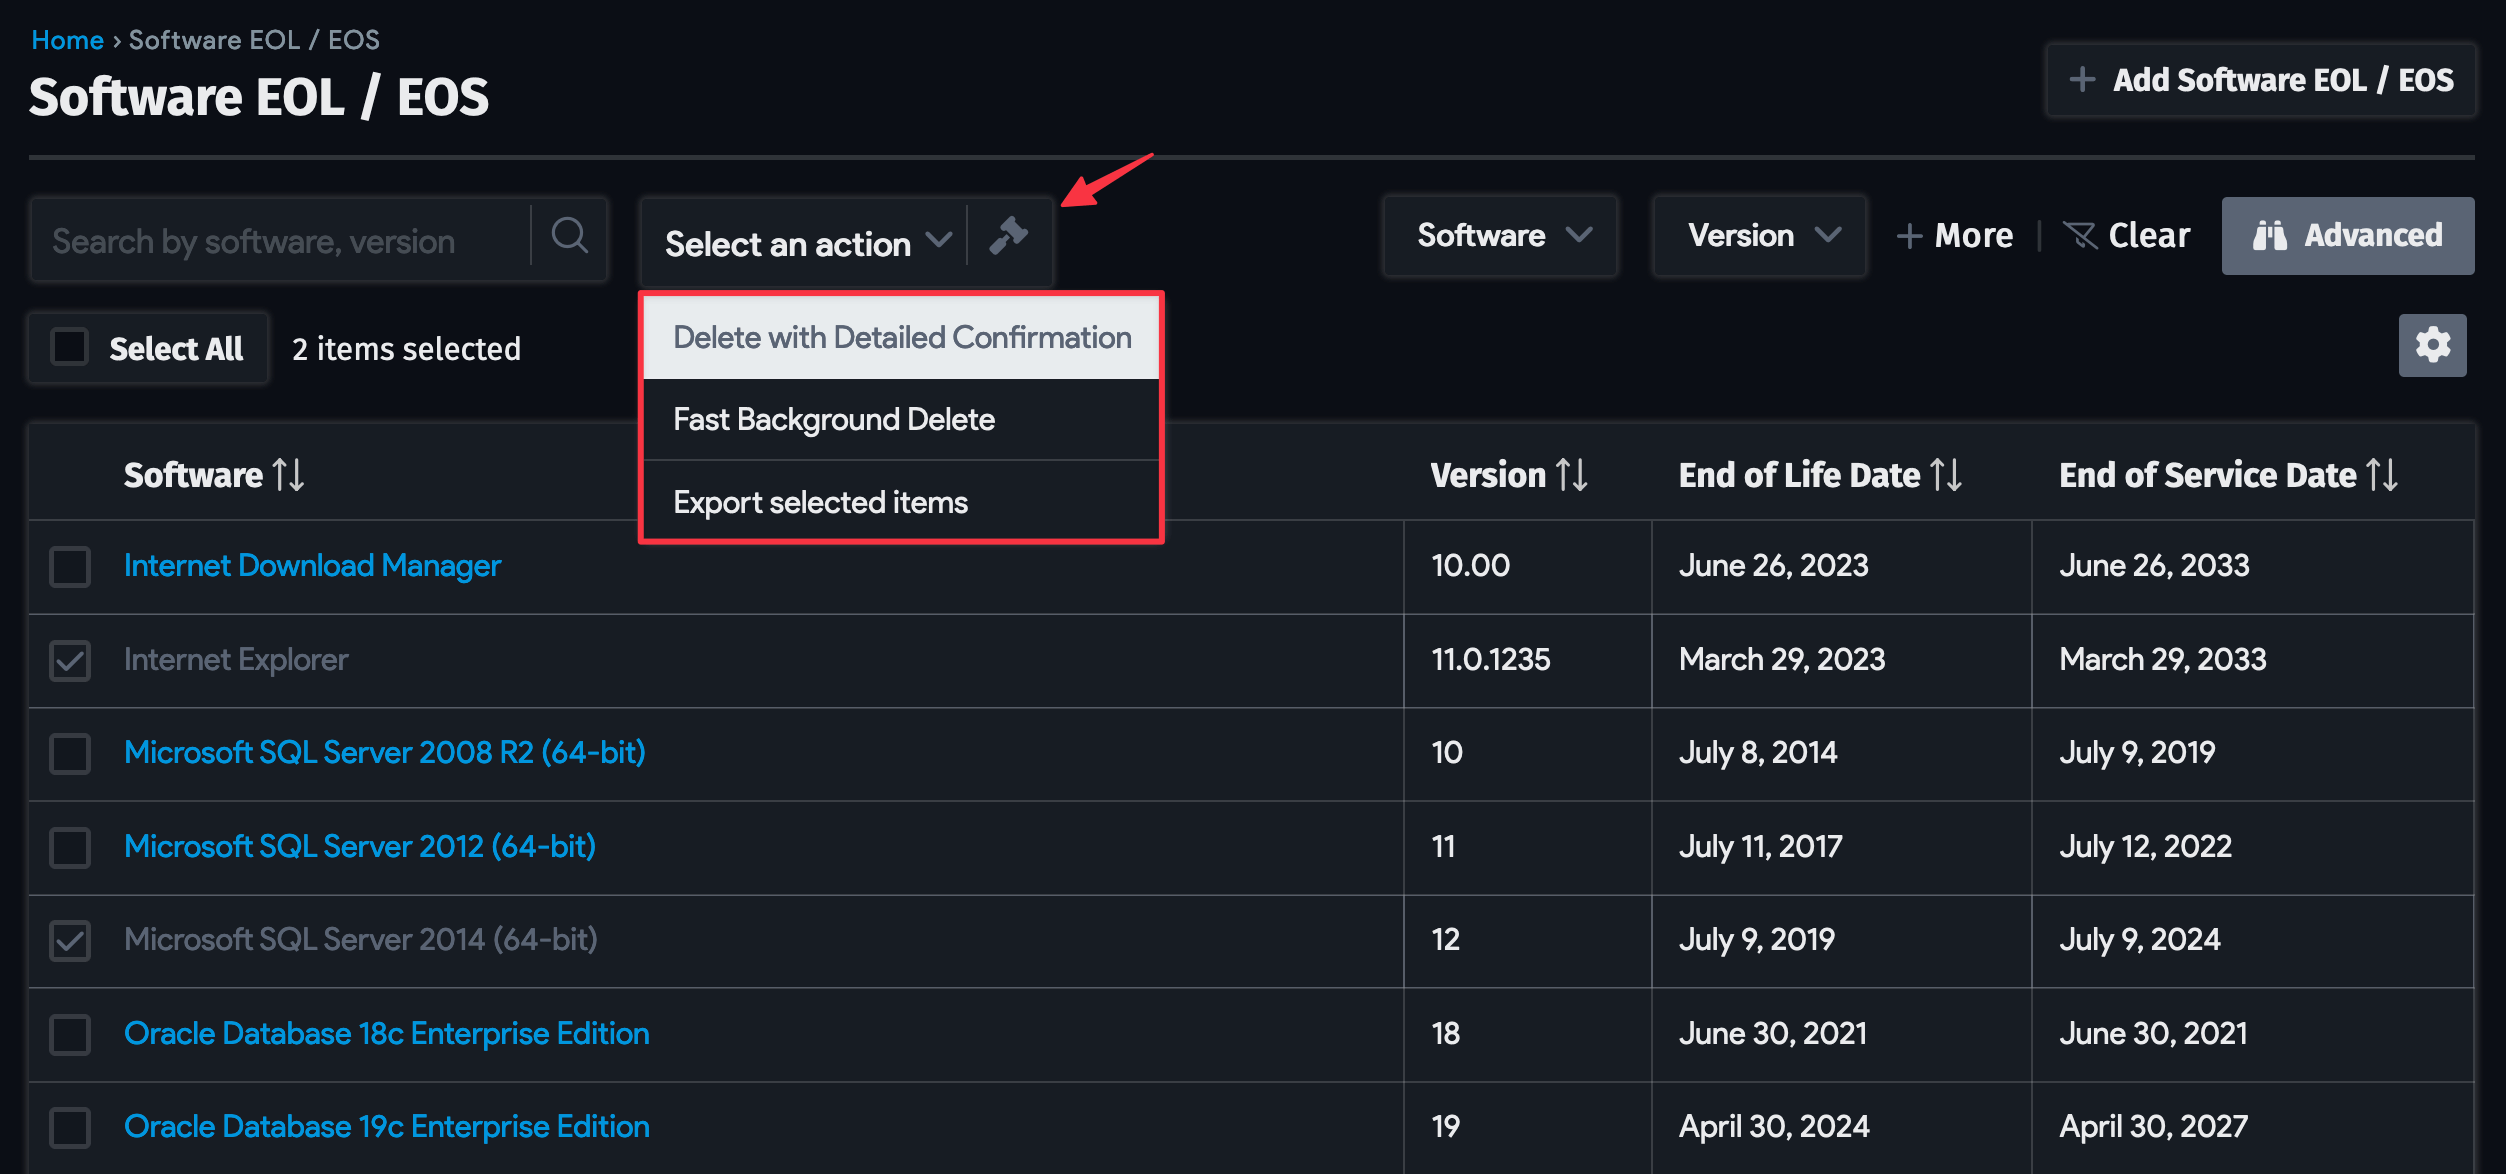 Home › Software EOL / EOS
Software EOL / EOS
+ Add Software EOL / EOS
Search by software, version
Select an action
Software
Version
+ More
Clear
Advanced
Select All
2 items selected
Delete with Detailed Confirmation
Fast Background Delete
Export selected items
Software Version End of Life Date End of Service Date
Internet Download Manager 10.00 June 26, 2023 June 26, 2033
Internet Explorer 11.0.1235 March 29, 2023 March 29, 2033
Microsoft SQL Server 2008 R2 (64-bit) 10 July 8, 2014 July 9, 2019
Microsoft SQL Server 2012 (64-bit) 11 July 11, 2017 July 12, 2022
Microsoft SQL Server 2014 (64-bit) 12 July 9, 2019 July 9, 2024
Oracle Database 18c Enterprise Edition 18 June 30, 2021 June 30, 2021
Oracle Database 19c Enterprise Edition 19 April 30, 2024 April 30, 2027